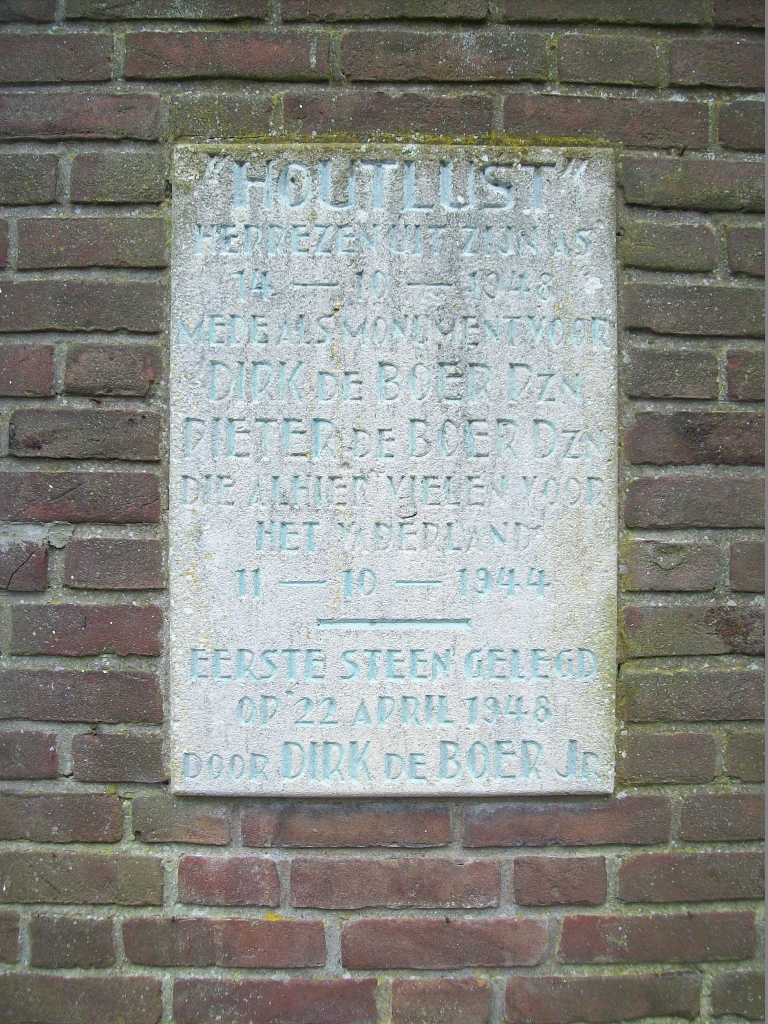 "HOUTLUST"
HERREZEN UIT ZIJN AS
14 — 10 — 1948
MEDE ALS MONUMENT VOOR
DIRK DE BOER DZN
PIETER DE BOER DZN
DIE ALHIER VIELEN VOOR
HET VADERLAND
11 — 10 — 1944
EERSTE STEEN GELEGD
OP 22 APRIL 1948
DOOR DIRK DE BOER JR